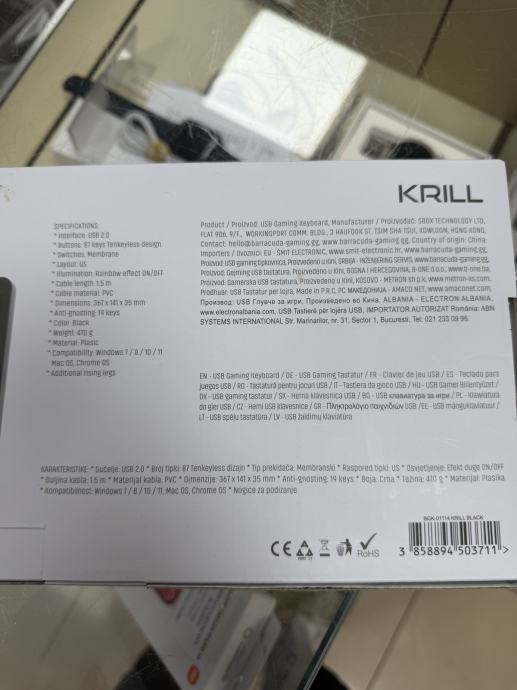 KRILL
SPECIFICATIONS:
* Interface: USB 2.0
* Buttons: 87 keys Tenkeyless design
* Switches: Membrane
* Layout: US
* Illumination: Rainbow effect ON/OFF
* Cable length: 1.5 m
* Cable material: PVC
* Dimensions: 367 x 141 x 35 mm
* Anti-ghosting: 19 keys
* Color: Black
* Weight: 470 g
* Material: Plasic
* Compatibility: Windows 7 / 8 / 10 / 11
Mac OS, Chrome OS
* Additional rising legs
Product / Proizvod: USB Gaming Keyboard, Manufacturer / Proizvođač: SBOX TECHNOLOGY LTD,
FLAT 906, 9/F., WORKINGPORT COMM. BLDG., 3 HAUFOOK ST, TSIM SHA TSUI, KOWLOON, HONG KONG,
Contact: hello@barracuda-gaming.gg, www.barracuda-gaming.gg, Country of origin: China;
Importers / Uvoznici: EU - SMIT ELECTRONIC, www.smit-electronic.hr, www.barracuda-gaming.gg,
Proizvod: USB gaming tipkovnica, Proizvedeno u Kini, SRBIJA - INŽENJERING SERVIS, www.barracuda-gaming.gg,
Proizvod: Gejming USB tastatura, Proizvedeno u Kini, BOSNA I HERCEGOVINA, B-ONE d.o.o., www.b-one.ba,
Proizvod: Gamerska USB tastatura, Proizvedeno u Kini, KOSOVO - METRON sh.p.k, www.metron-ks.com,
Prodhuar: USB Tastatur per lojra, Made in P.R.C. РС МАКЕДОНИЈА - AMACO NET, www.amaconet.com,
Производ: USB Глувче за игри, Произведено во Кина. ALBANIA - ELECTRON ALBANIA,
www.electronalbania.com, USB Tastierë për lojëra USB, IMPORTATOR AUTORIZAT România: ABN
SYSTEMS INTERNATIONAL Str. Marinarilor, nr. 31, Sector 1, Bucuresti, Tel: 021 233 09 95.
EN - USB Gaming Keyboard / DE - USB Gaming Tastatur / FR - Clavier de jeu USB / ES - Teclado para
juegos USB / RO - Tastatură pentru jocuri USB / IT - Tastiera da gioco USB / HU - USB Gamer Billentyűzet /
DK - USB gaming tastatur / SK - Herná klávesnica USB / BG - USB клавиатура за игри / PL - Klawiatura
do gier USB / CZ - Herní USB klávesnice / GR - Πληκτρολόγιο παιχνιδιών USB / EE - USB mänguklaviatuur /
LT - USB spēļu tastatūra / LV - USB žaidimų klaviatūra
KARAKTERISTIKE: * Sučelje: USB 2.0 * Broj tipki: 87 Tenkeyless dizajn * Tip prekidača: Membranski * Raspored tipki: US * Osvjetljenje: Efekt duge ON/OFF
* Duljina kabla: 1.5 m * Materijal kabla: PVC * Dimenzije: 367 x 141 x 35 mm * Anti-ghosting: 19 keys * Boja: Crna * Težina: 470 g * Materijal: Plasika
* Kompatibilnost: Windows 7 / 8 / 10 / 11, Mac OS, Chrome OS * Nogice za podizanje
BGK-01114 KRILL BLACK
CE
RoHS
3 858894 503711 >